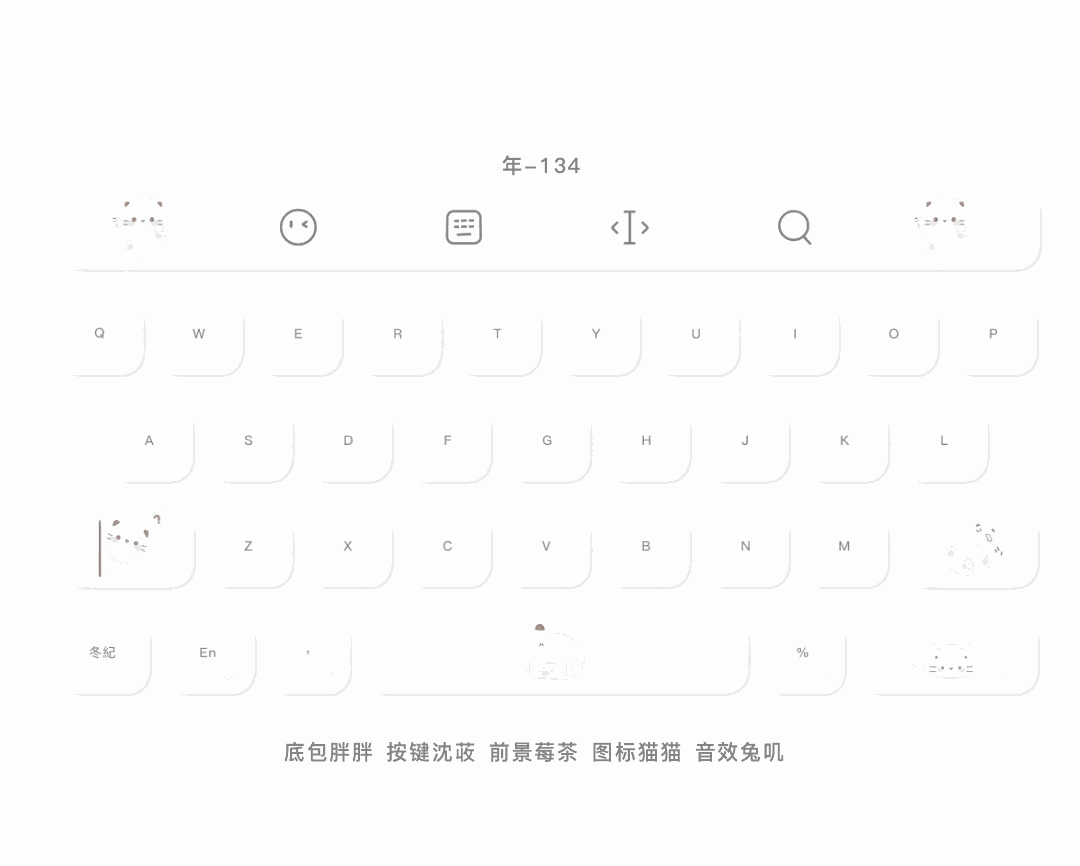 年-134
Q W E R T Y U I O P
A S D F G H J K L
? Z X C V B N M
冬紀 En , %
底包胖胖 按键沈荍 前景莓茶 图标猫猫 音效兔叽